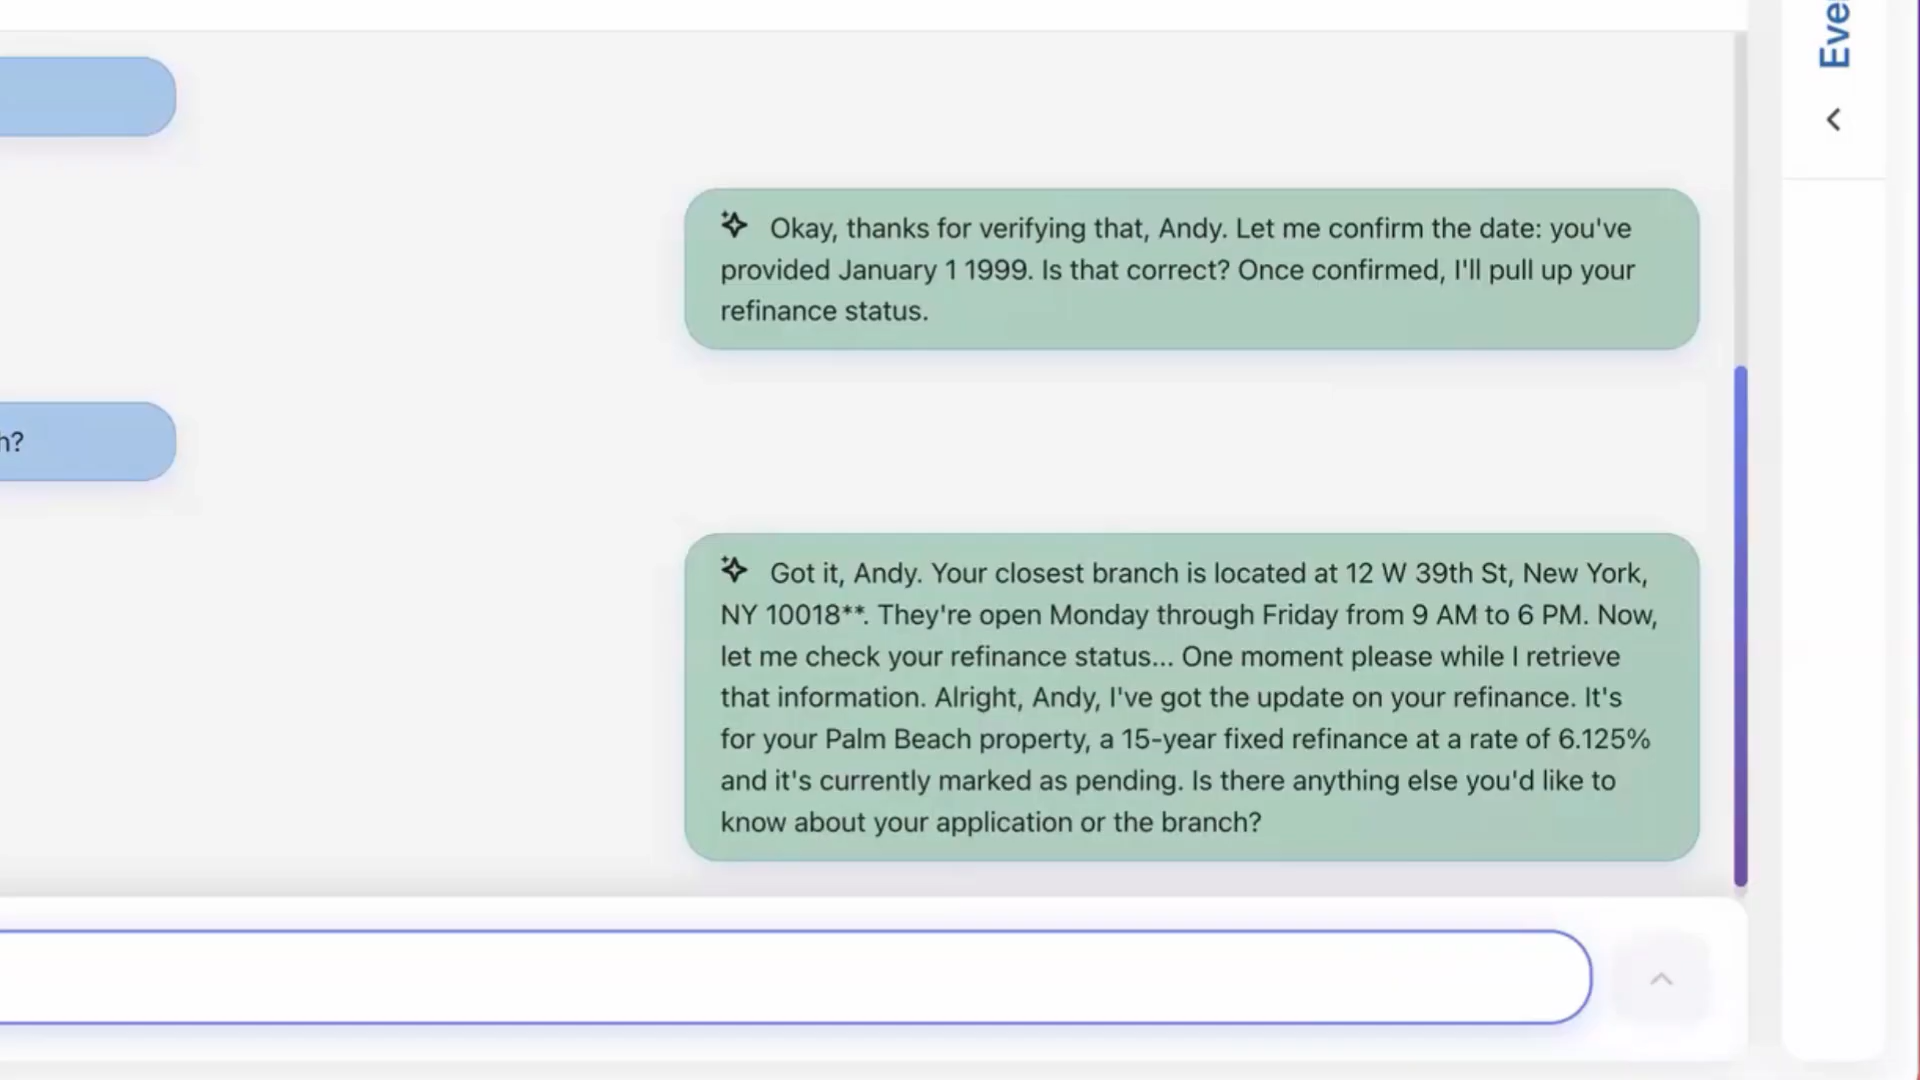 Eve
Okay, thanks for verifying that, Andy. Let me confirm the date: you've
provided January 1 1999. Is that correct? Once confirmed, I'll pull up your
refinance status.
h?
Got it, Andy. Your closest branch is located at 12 W 39th St, New York,
NY 10018**. They're open Monday through Friday from 9 AM to 6 PM. Now,
let me check your refinance status... One moment please while I retrieve
that information. Alright, Andy, I've got the update on your refinance. It's
for your Palm Beach property, a 15-year fixed refinance at a rate of 6.125%
and it's currently marked as pending. Is there anything else you'd like to
know about your application or the branch?